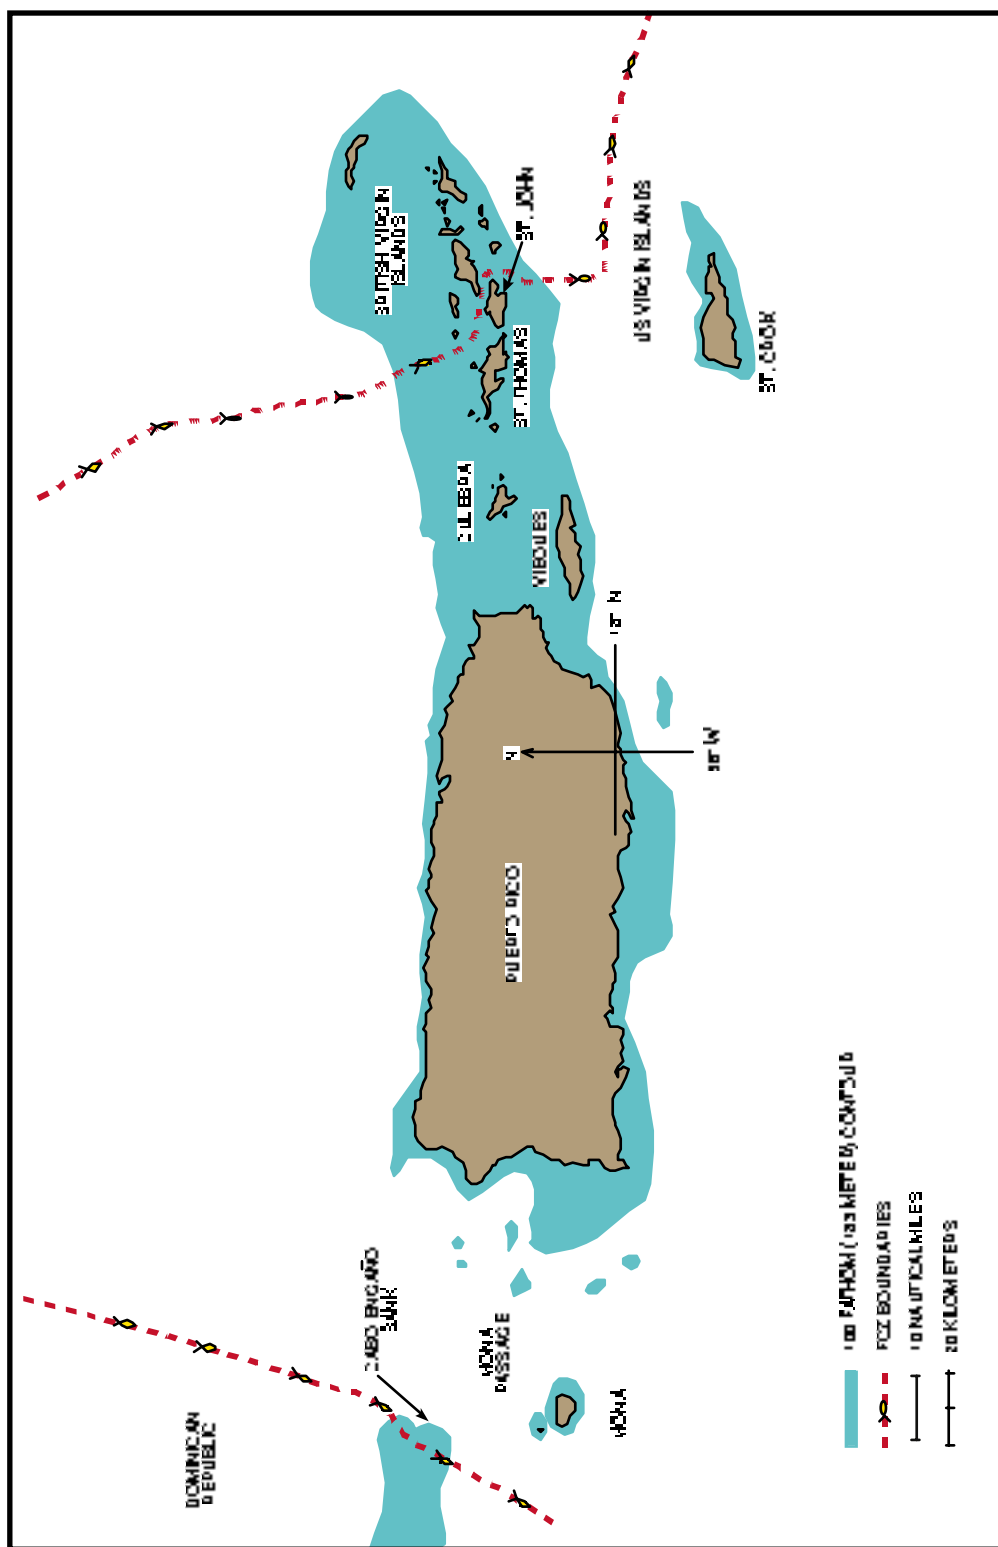 BRITISH VIRGIN
ISLANDS
ST. JOHN
US VIRGIN ISLANDS
ST. THOMAS
ST. CROIX
CULEBRA
VIEQUES
18° N
N
66° W
PUERTO RICO
CABO ENGAÑO
BANK
MONA
PASSAGE
MONA
DOMINICAN
REPUBLIC
100 FATHOM (183 METER) CONTOUR
FCZ BOUNDARIES
10 NAUTICAL MILES
20 KILOMETERS